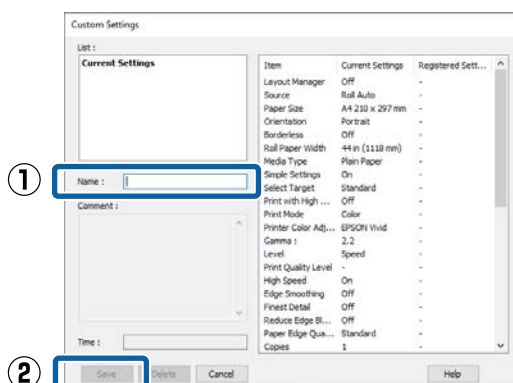 Custom Settings
List :
Current Settings
Item Current Settings Registered Sett...
Layout Manager Off -
Source Roll Auto -
Paper Size A4 210 x 297 mm -
Orientation Portrait -
Borderless Off -
Roll Paper Width 44 in (1118 mm) -
Media Type Plain Paper -
Simple Settings On -
Select Target Standard -
Print with High ... Off -
Print Mode Color -
Printer Color Adj... EPSON Vivid -
Gamma : 2.2 -
Level Speed -
Print Quality Level - -
High Speed On -
Edge Smoothing Off -
Finest Detail Off -
Reduce Edge Bl... Off -
Paper Edge Qua... Standard -
Copies 1 -
① Name :
Comment :
Time :
② Save Delete Cancel Help